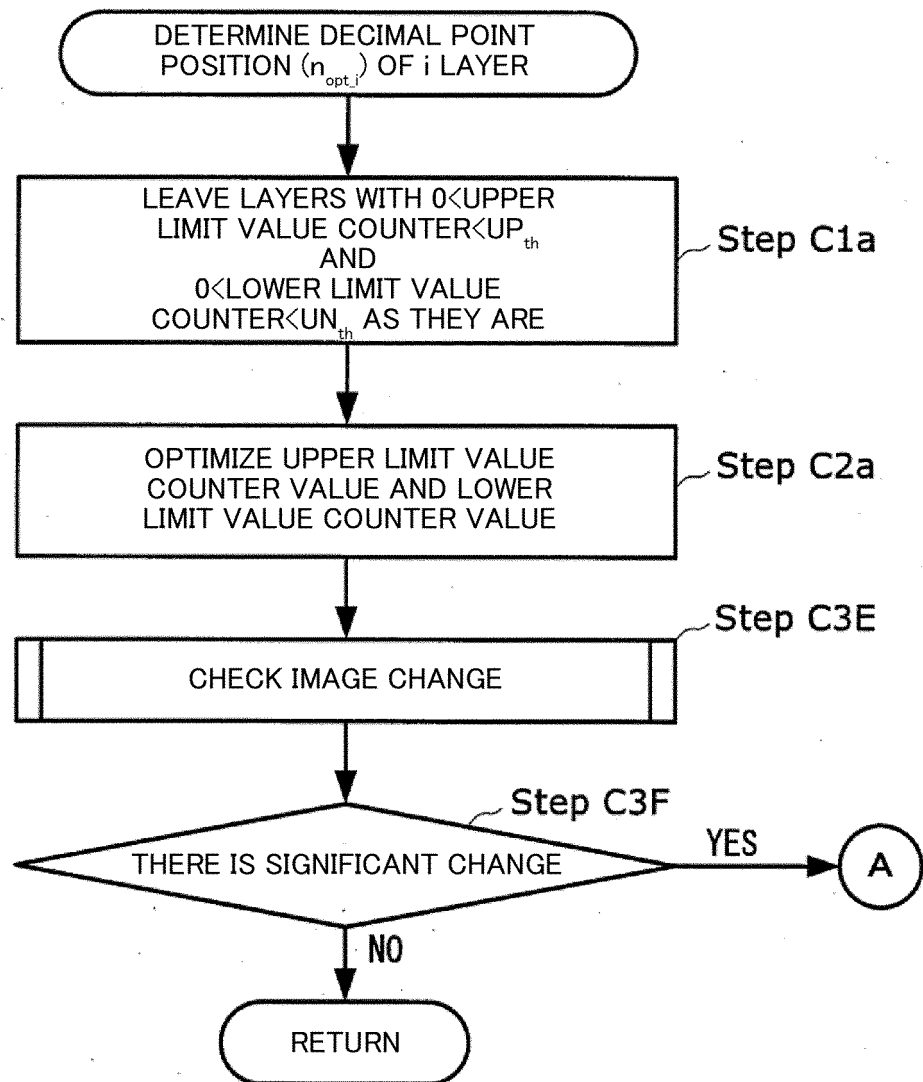 DETERMINE DECIMAL POINT
POSITION (n_opt_i) OF i LAYER
LEAVE LAYERS WITH 0<UPPER
LIMIT VALUE COUNTER<UP_th
AND
0<LOWER LIMIT VALUE
COUNTER<UN_th AS THEY ARE
Step C1a
OPTIMIZE UPPER LIMIT VALUE
COUNTER VALUE AND LOWER
LIMIT VALUE COUNTER VALUE
Step C2a
Step C3E
CHECK IMAGE CHANGE
Step C3F
THERE IS SIGNIFICANT CHANGE
YES
A
NO
RETURN